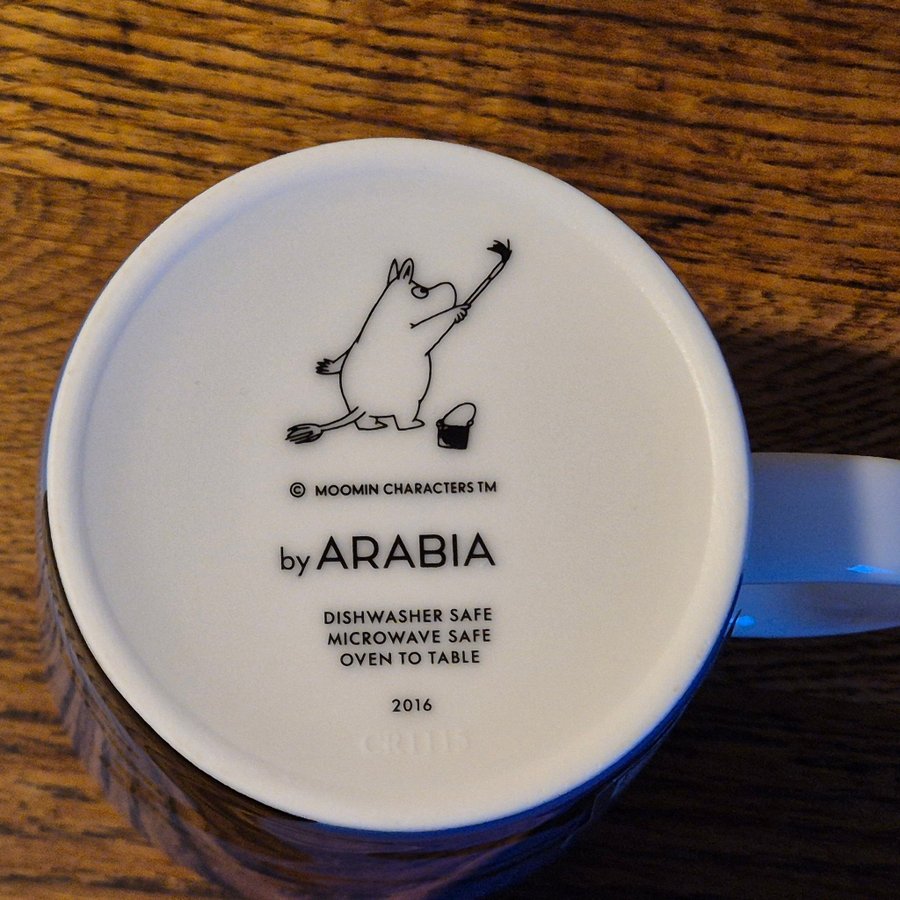 © MOOMIN CHARACTERS TM
by ARABIA
DISHWASHER SAFE
MICROWAVE SAFE
OVEN TO TABLE
2016